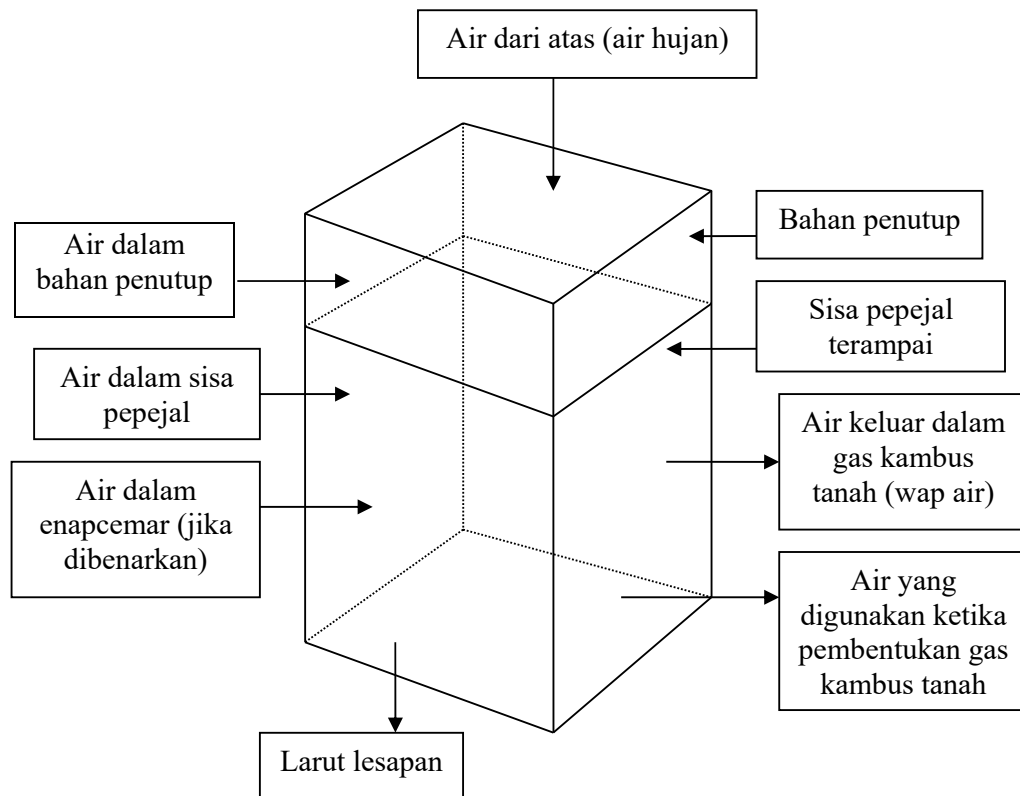 Air dari atas (air hujan)
Bahan penutup
Air dalam
bahan penutup
Sisa pepejal
terampai
Air dalam sisa
pepejal
Air keluar dalam
gas kambus
tanah (wap air)
Air dalam
enapcemar (jika
dibenarkan)
Air yang
digunakan ketika
pembentukan gas
kambus tanah
Larut lesapan